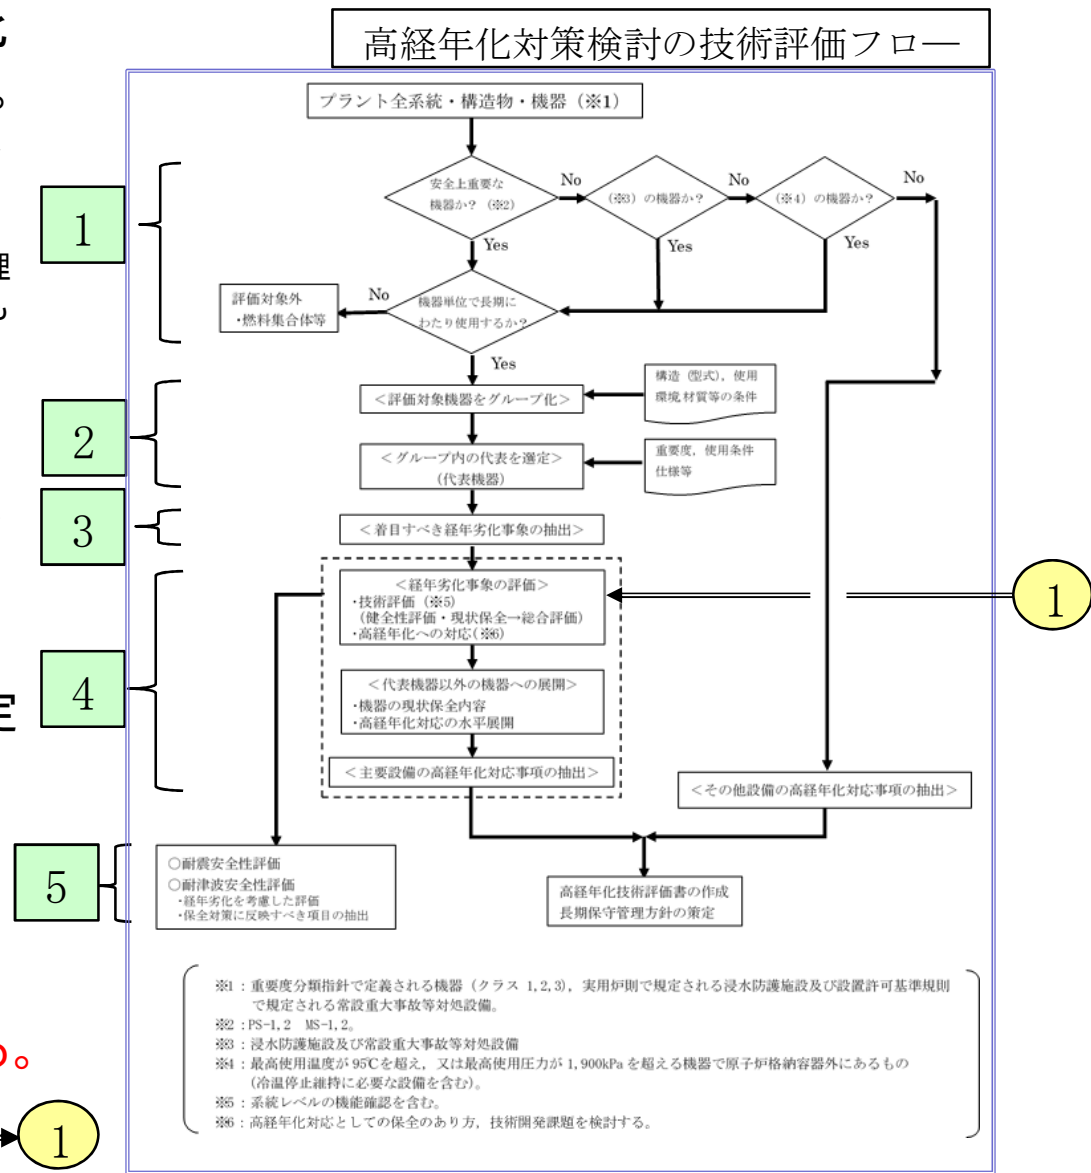 高経年化対策検討の技術評価フロー
プラント全系統・構造物・機器（※1）
安全上重要な
機器か？（※2）
No
（※3）の機器か？
No
（※4）の機器か？
No
Yes
Yes
Yes
1
評価対象外
・燃料集合体等
No
機器単位で長期に
わたり使用するか？
Yes
2
＜評価対象機器をグループ化＞
構造（型式），使用
環境,材質等の条件
＜グループ内の代表を選定＞
（代表機器）
重要度，使用条件
仕様等
3
＜着目すべき経年劣化事象の抽出＞
4
＜経年劣化事象の評価＞
・技術評価（※5）
（健全性評価・現状保全→総合評価）
・高経年化への対応（※6）
1
＜代表機器以外の機器への展開＞
・機器の現状保全内容
・高経年化対応の水平展開
定
＜主要設備の高経年化対応事項の抽出＞
＜その他設備の高経年化対応事項の抽出＞
5
○耐震安全性評価
○耐津波安全性評価
・経年劣化を考慮した評価
・保全対策に反映すべき項目の抽出
高経年化技術評価書の作成
長期保守管理方針の策定
※1：重要度分類指針で定義される機器（クラス 1,2,3），実用炉則で規定される浸水防護施設及び設置許可基準規則
で規定される常設重大事故等対処設備。
※2：PS-1,2　MS-1,2。
※3：浸水防護施設及び常設重大事故等対処設備
※4：最高使用温度が 95℃を超え，又は最高使用圧力が 1,900kPa を超える機器で原子炉格納容器外にあるもの
（冷温停止維持に必要な設備を含む）。
※5：系統レベルの機能確認を含む。
※6：高経年化対応としての保全のあり方，技術開発課題を検討する。
。
1